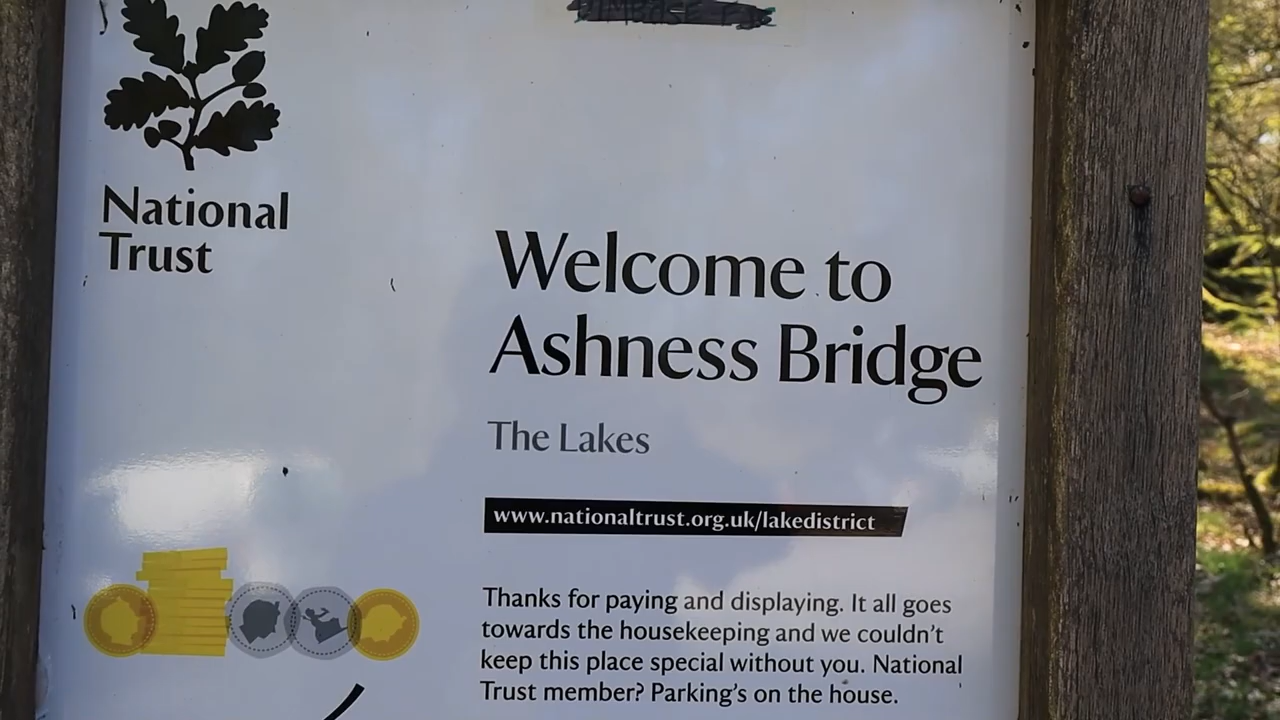 National
Trust
Welcome to
Ashness Bridge
The Lakes
www.nationaltrust.org.uk/lakedistrict
Thanks for paying and displaying. It all goes
towards the housekeeping and we couldn't
keep this place special without you. National
Trust member? Parking's on the house.